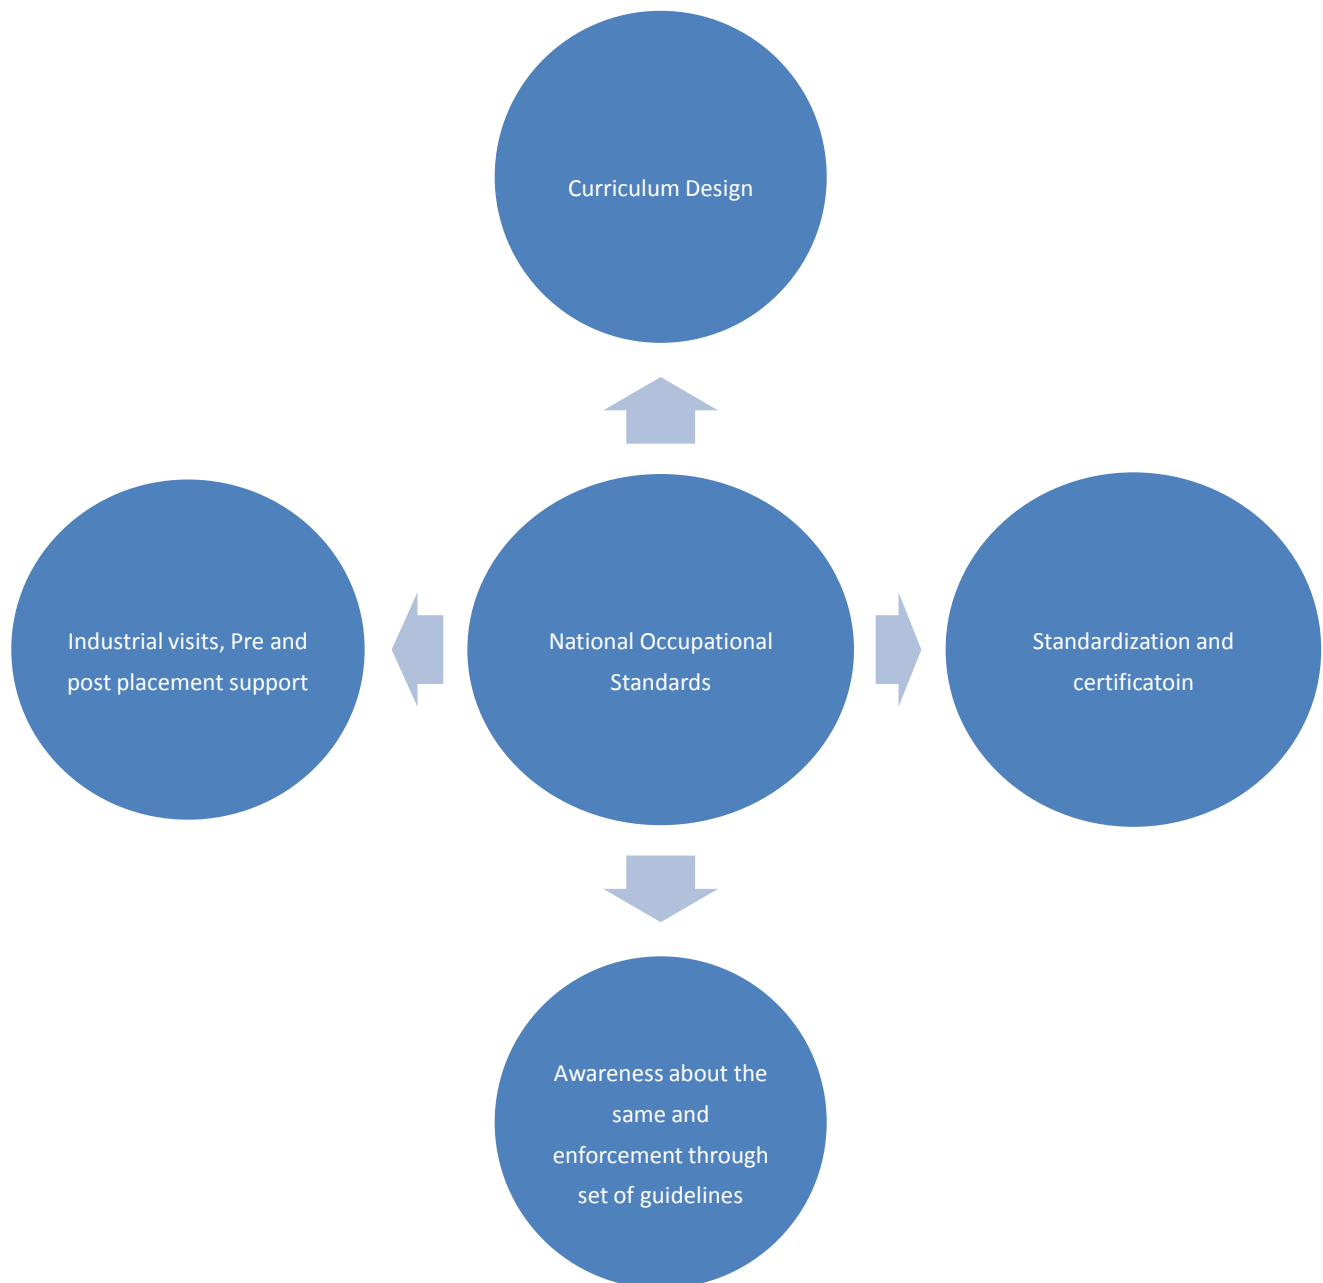 Curriculum Design
Industrial visits, Pre and
post placement support
National Occupational
Standards
Standardization and
certificatoin
Awareness about the
same and
enforcement through
set of guidelines